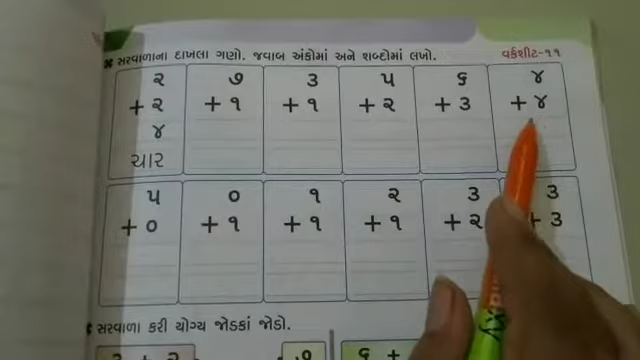 સરવાળાના દાખલા ગણો. જવાબ અંકોમાં અને શબ્દોમાં લખો. વર્કશીટ-૧૧
૨ ૭ ૩ ૫ ૬ ૪
+ ૨ + ૧ + ૧ + ૨ + ૩ + ૪
૪
ચાર
૫ ૦ ૧ ૨ ૩ ૩
+ ૦ + ૧ + ૧ + ૧ + ૨ + ૩
સરવાળા કરી યોગ્ય જોડકાં જોડો.